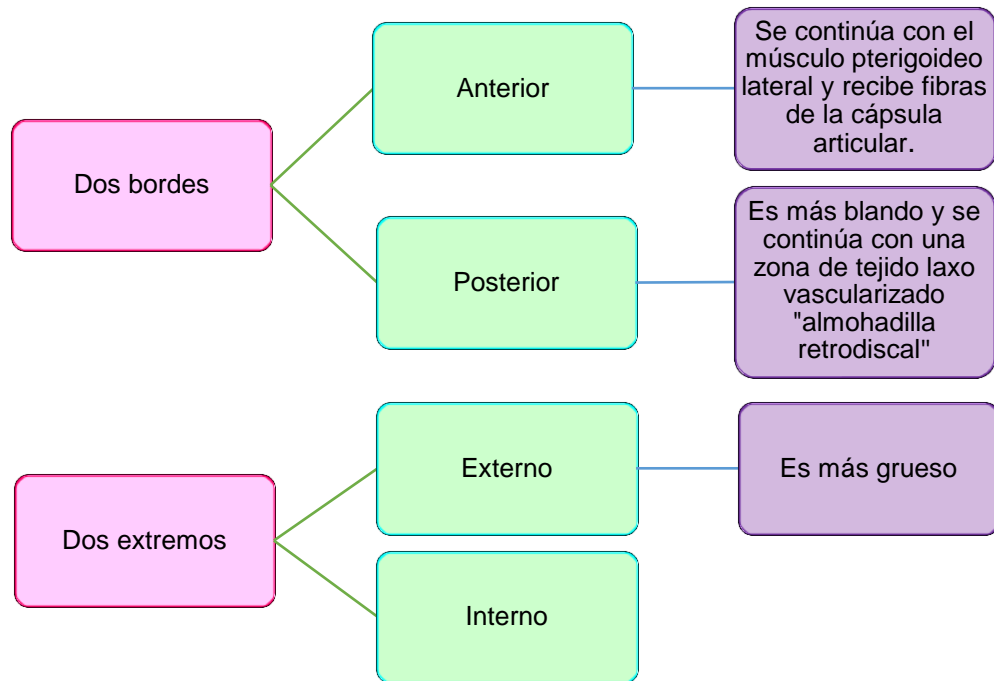 Dos bordes
Anterior
Se continúa con el
músculo pterigoideo
lateral y recibe fibras
de la cápsula
articular.
Posterior
Es más blando y se
continúa con una
zona de tejido laxo
vascularizado
"almohadilla
retrodiscal"
Dos extremos
Externo
Es más grueso
Interno